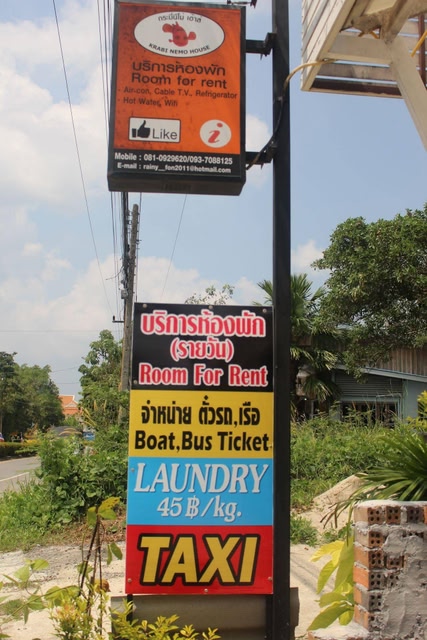 กระบี่นีโม่ เฮาส์
KRABI NEMO HOUSE
บริการห้องพัก
Room for rent
Air-con, Cable T.V., Refrigerator
Hot Water, Wifi
Like
i
Mobile : 081-0929620/093-7088125
E-mail : rainy__fon2011@hotmail.com
บริการห้องพัก
(รายวัน)
Room For Rent
จำหน่าย ตั๋วรถ,เรือ
Boat,Bus Ticket
LAUNDRY
45฿/kg.
TAXI